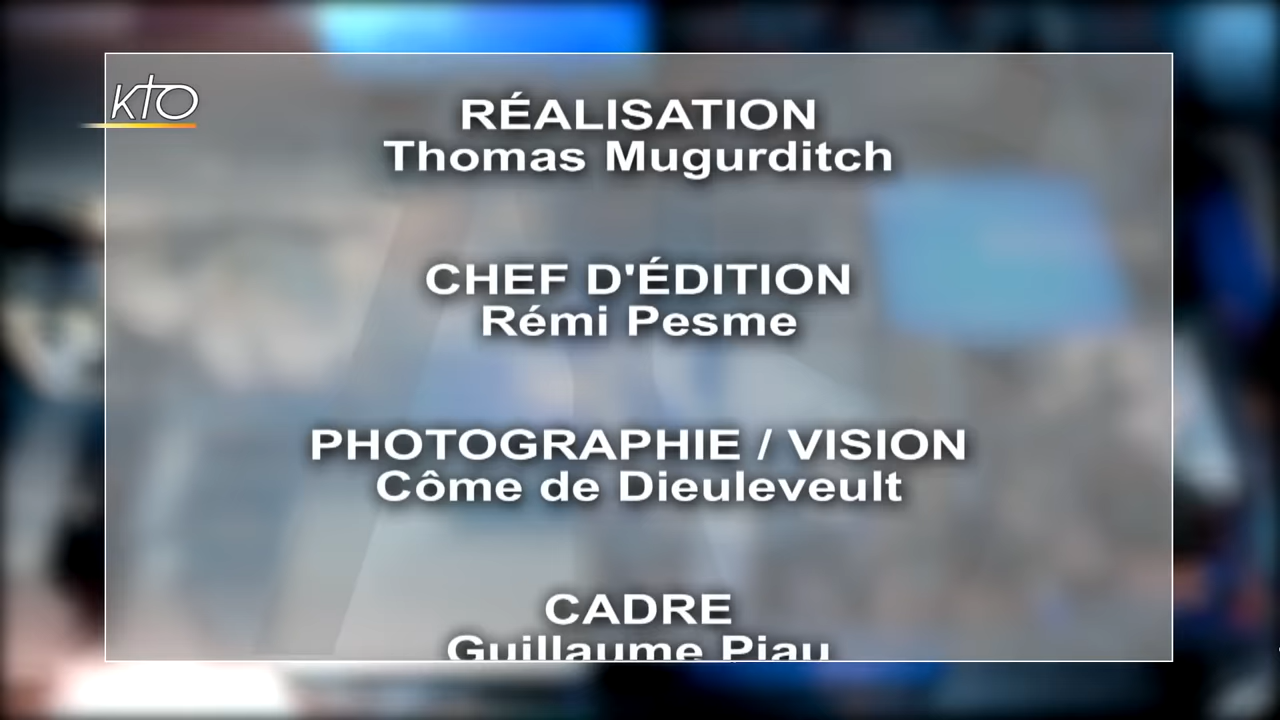 KTO
RÉALISATION
Thomas Mugurditch
CHEF D'ÉDITION
Rémi Pesme
PHOTOGRAPHIE / VISION
Côme de Dieuleveult
CADRE
Guillaume Piau